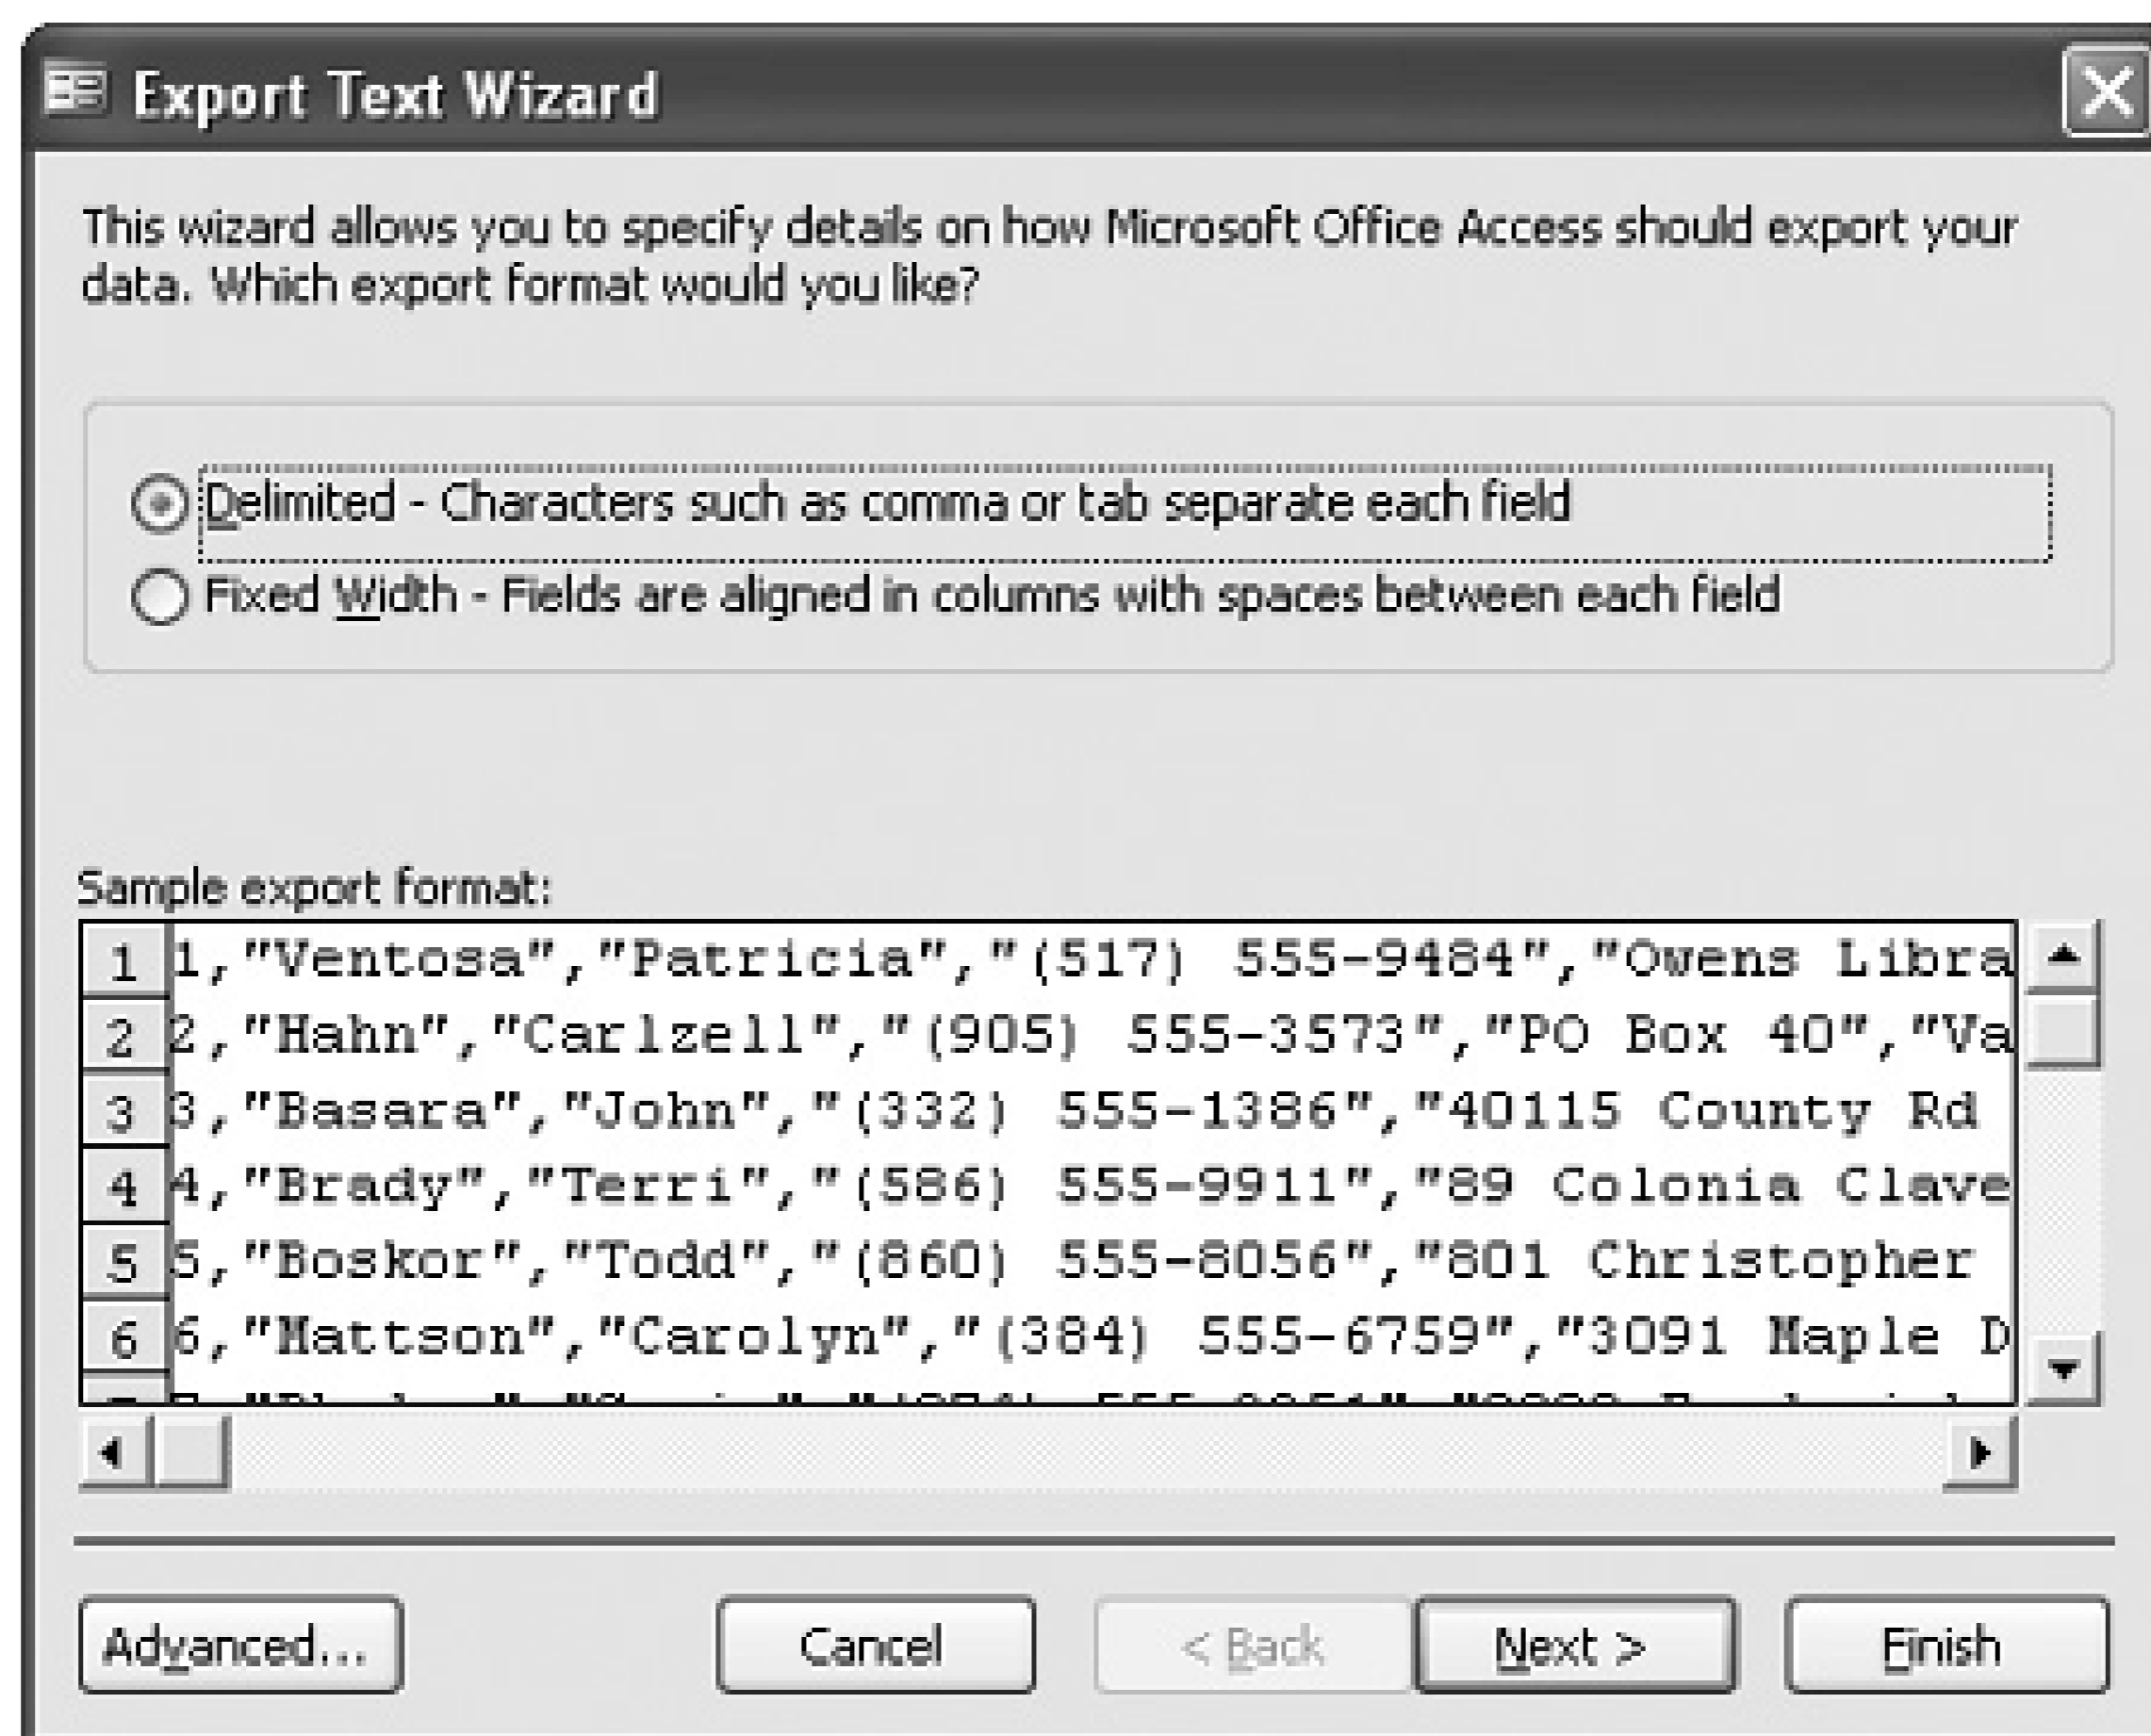 Export Text Wizard
This wizard allows you to specify details on how Microsoft Office Access should export your
data. Which export format would you like?
Delimited - Characters such as comma or tab separate each field
Fixed Width - Fields are aligned in columns with spaces between each field
Sample export format:
1 1,"Ventosa","Patricia","(517) 555-9484","Owens Libra
2 2,"Hahn","Carlzell","(905) 555-3573","PO Box 40","Va
3 3,"Basara","John","(332) 555-1386","40115 County Rd
4 4,"Brady","Terri","(586) 555-9911","89 Colonia Clave
5 5,"Boskor","Todd","(860) 555-8056","801 Christopher
6 6,"Mattson","Carolyn","(384) 555-6759","3091 Maple D
Advanced... Cancel < Back Next > Finish